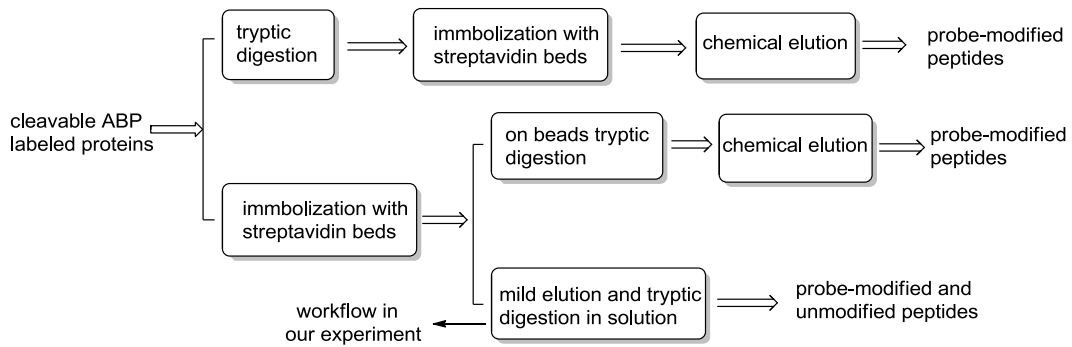 tryptic
digestion
immbolization with
streptavidin beds
chemical elution
probe-modified
peptides
cleavable ABP
labeled proteins
on beads tryptic
digestion
chemical elution
probe-modified
peptides
immbolization with
streptavidin beds
mild elution and tryptic
digestion in solution
probe-modified and
unmodified peptides
workflow in
our experiment